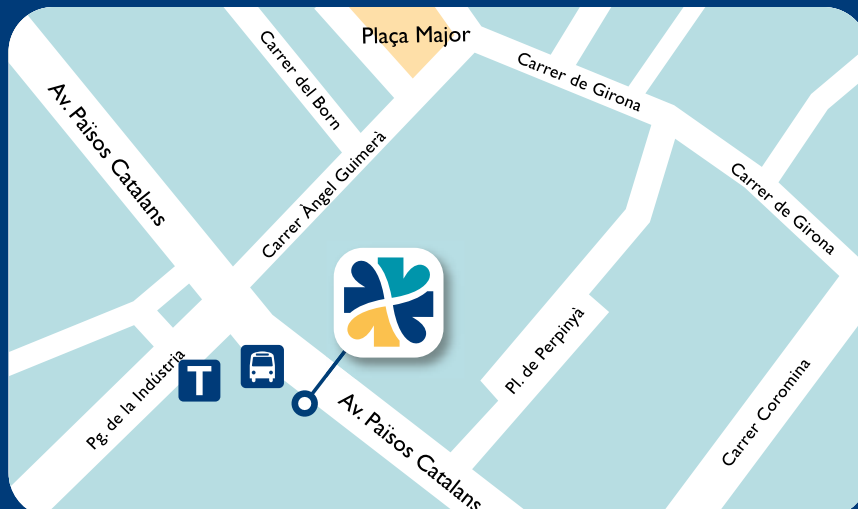 Plaça Major
Carrer del Born
Carrer de Girona
Av. Països Catalans
Carrer Àngel Guimerà
Carrer de Girona
Pl. de Perpinyà
Pg. de la Indústria
T
Av. Països Catalans
Carrer Coromina